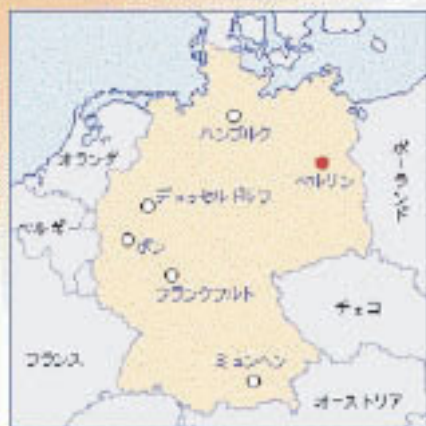 ハンブルク
オランダ
ベルリン
ポーランド
デュッセルドルフ
ベルギー
ボン
フランクフルト
チェコ
フランス
ミュンヘン
オーストリア